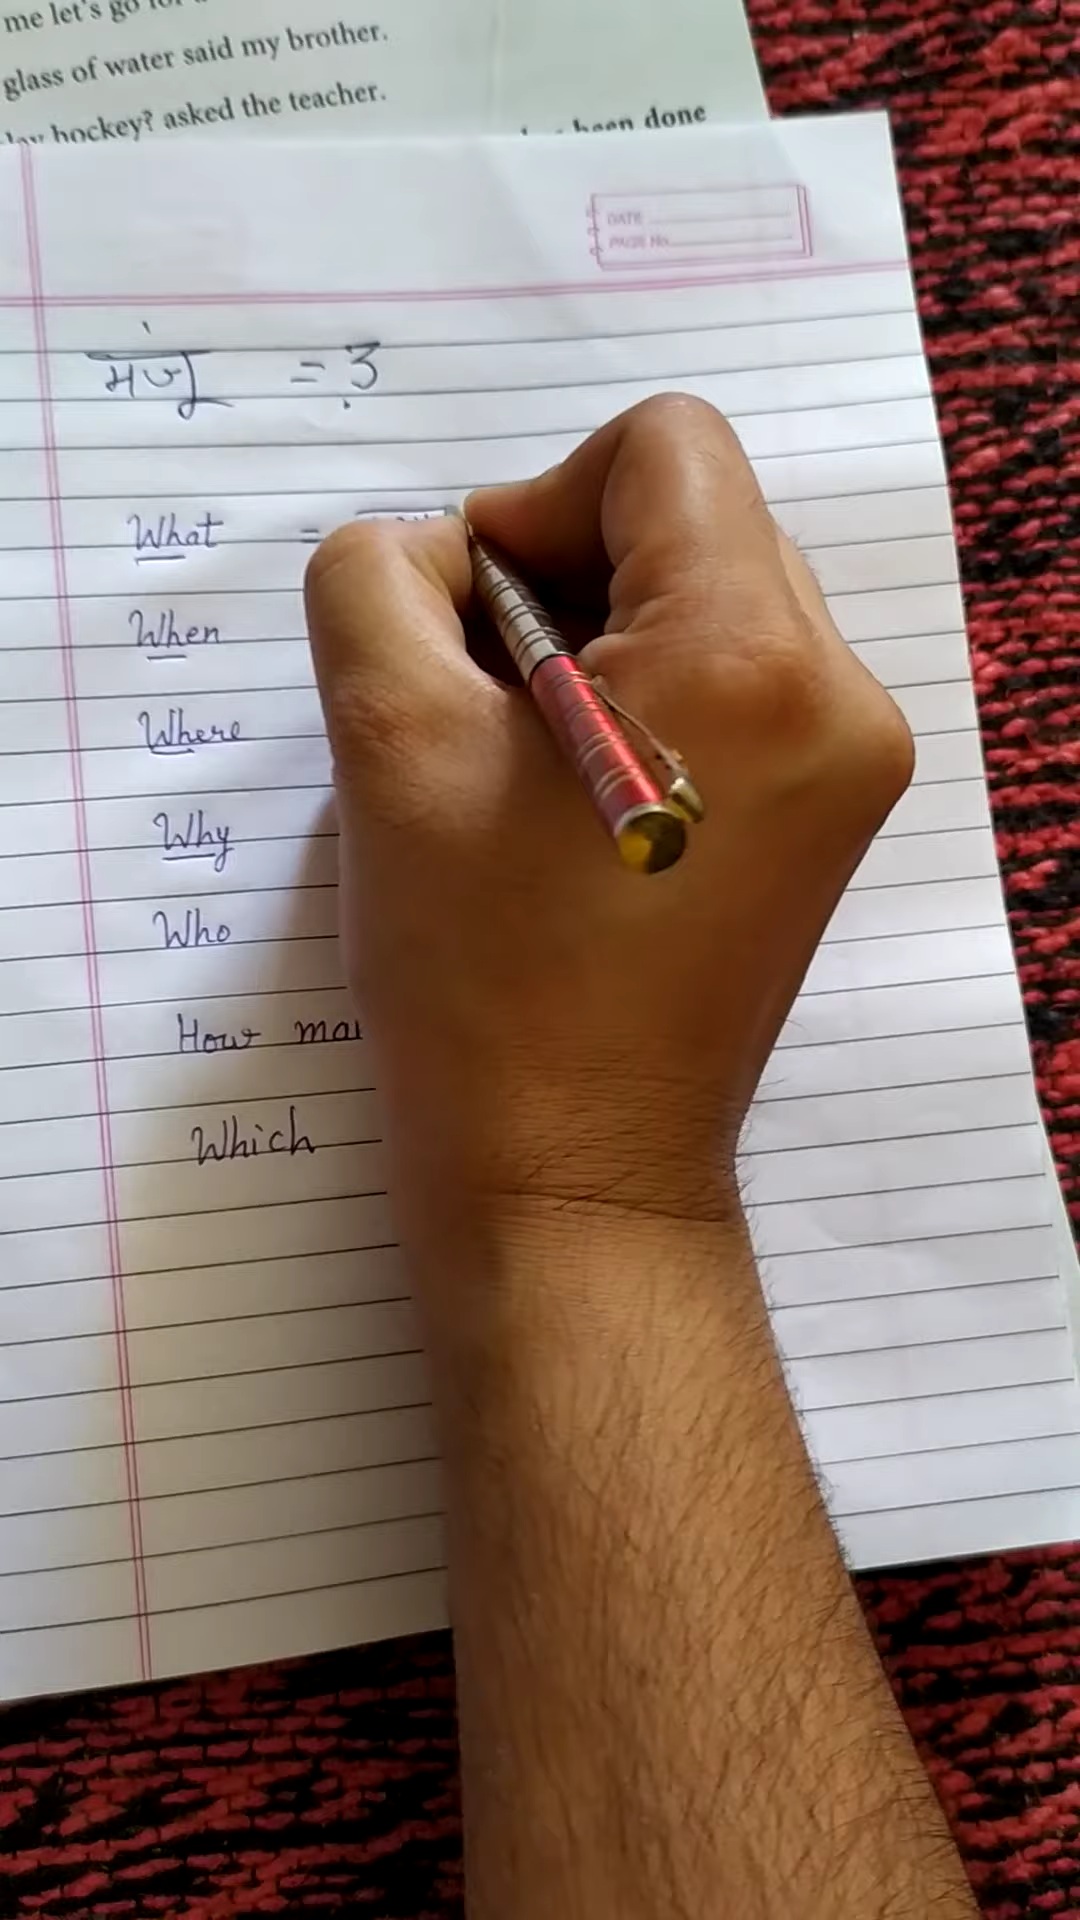 me let's go for
glass of water said my brother.
hockey? asked the teacher.
been done
DATE
PAGE No.
मंजू = 3
What =
When
Where
Why
Who
How
Which